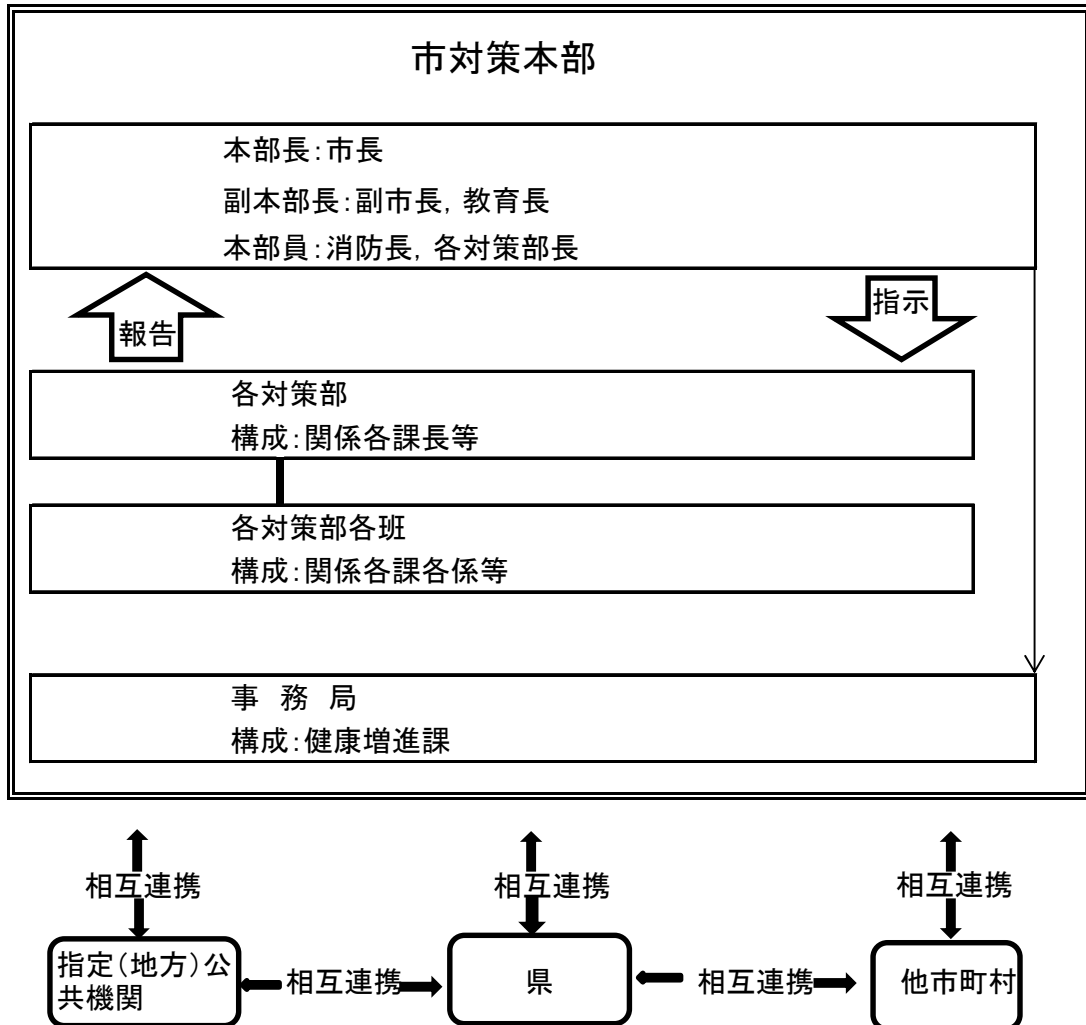 市対策本部
本部長：市長
副本部長：副市長，教育長
本部員：消防長，各対策部長
報告
指示
各対策部
構成：関係各課長等
各対策部各班
構成：関係各課各係等
事　務　局
構成：健康増進課
相互連携
相互連携
相互連携
指定（地方）公
共機関
相互連携
県
相互連携
他市町村